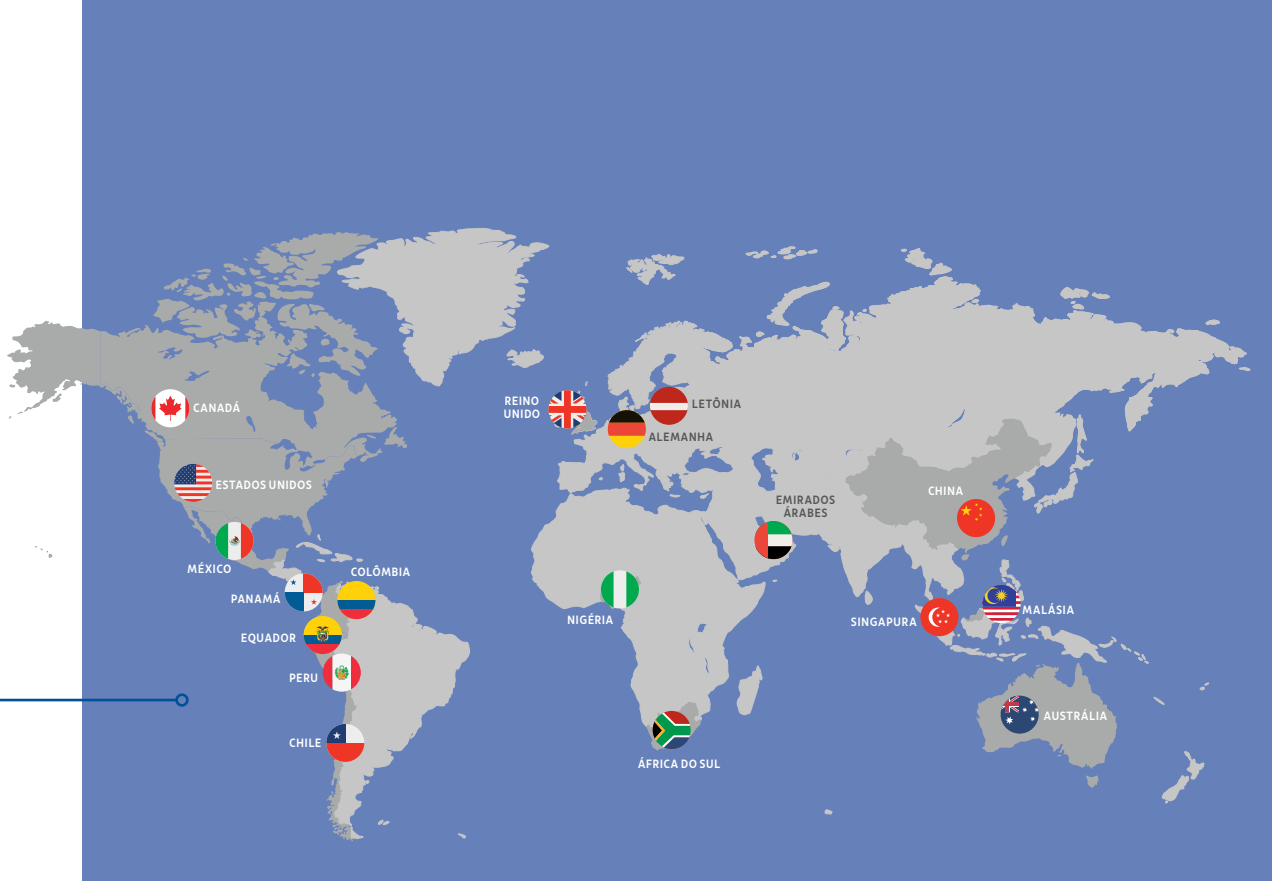 CANADÁ
ESTADOS UNIDOS
MÉXICO
PANAMÁ
COLÔMBIA
EQUADOR
PERU
CHILE
REINO
UNIDO
LETÔNIA
ALEMANHA
EMIRADOS
ÁRABES
NIGÉRIA
ÁFRICA DO SUL
CHINA
SINGAPURA
MALÁSIA
AUSTRÁLIA